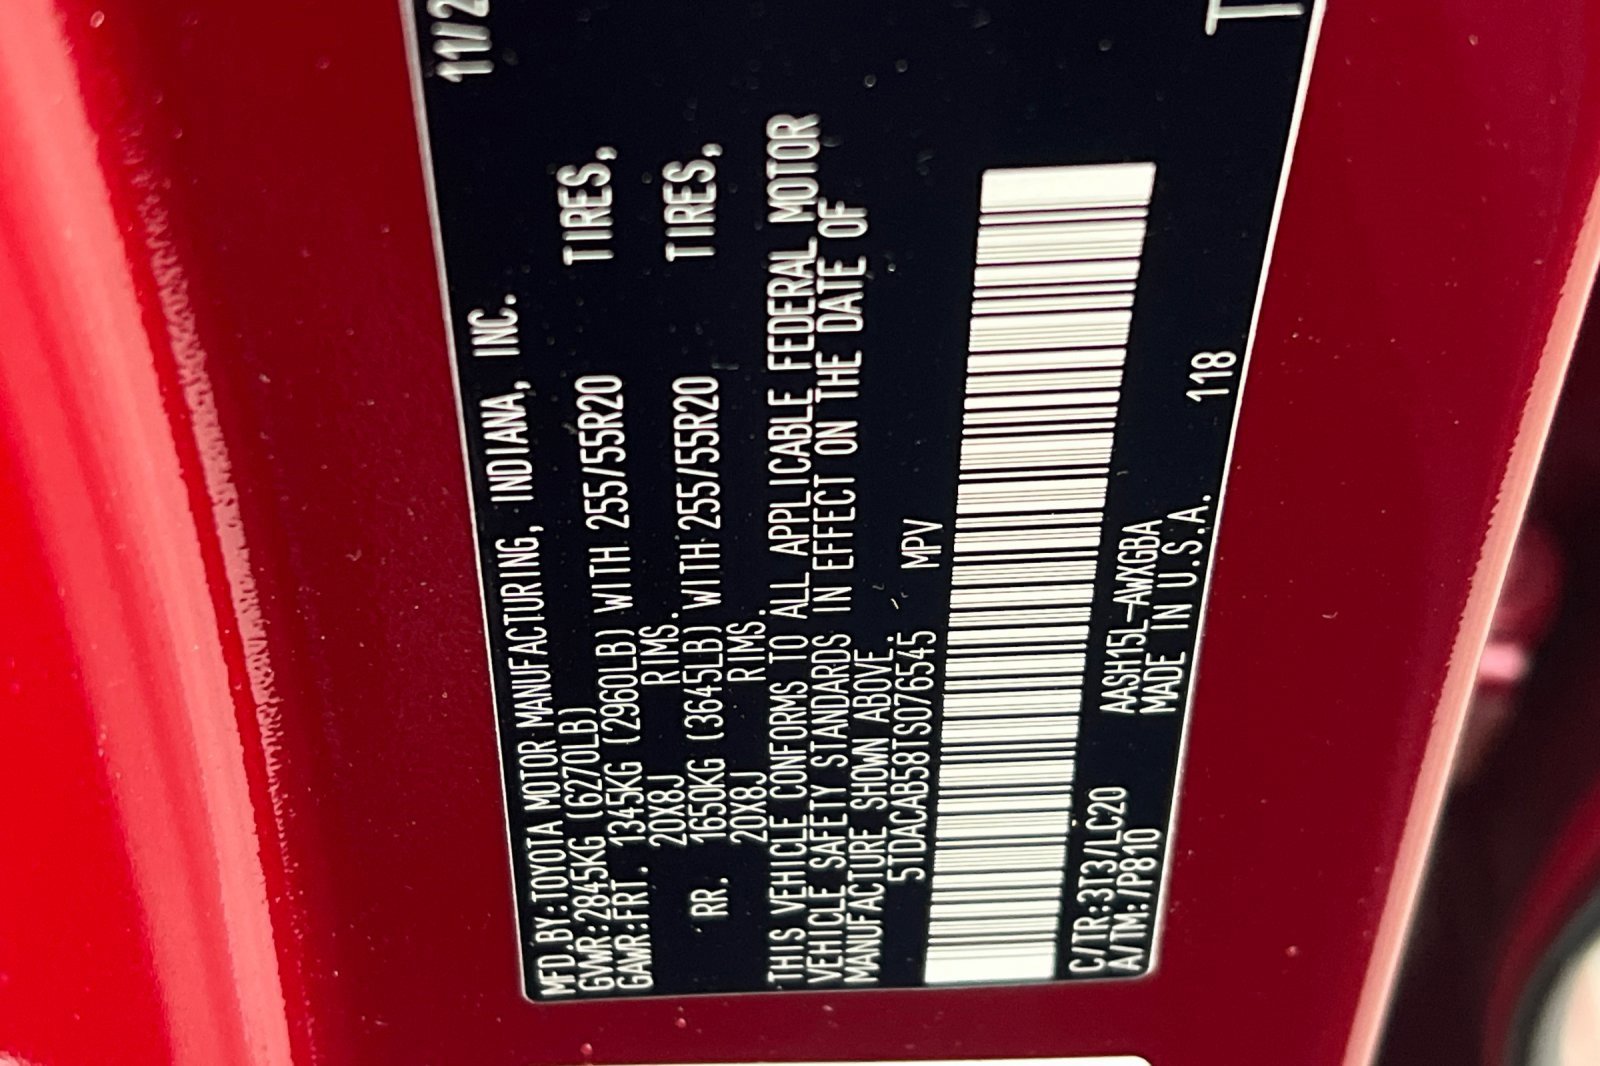 MFD.BY:TOYOTA MOTOR MANUFACTURING, INDIANA, INC. 11/2
GVWR:2845KG (6270LB)
GAWR:FRT. 1345KG (2960LB) WITH 255/55R20 TIRES,
20X8J RIMS.
RR. 1650KG (3645LB) WITH 255/55R20 TIRES,
20X8J RIMS.
THIS VEHICLE CONFORMS TO ALL APPLICABLE FEDERAL MOTOR
VEHICLE SAFETY STANDARDS IN EFFECT ON THE DATE OF
MANUFACTURE SHOWN ABOVE.
5TDACAB58TS076545 MPV
C/TR:3T3/LC20 AASH15L-AWXGBA 118
A/TM:/P810 MADE IN U.S.A.